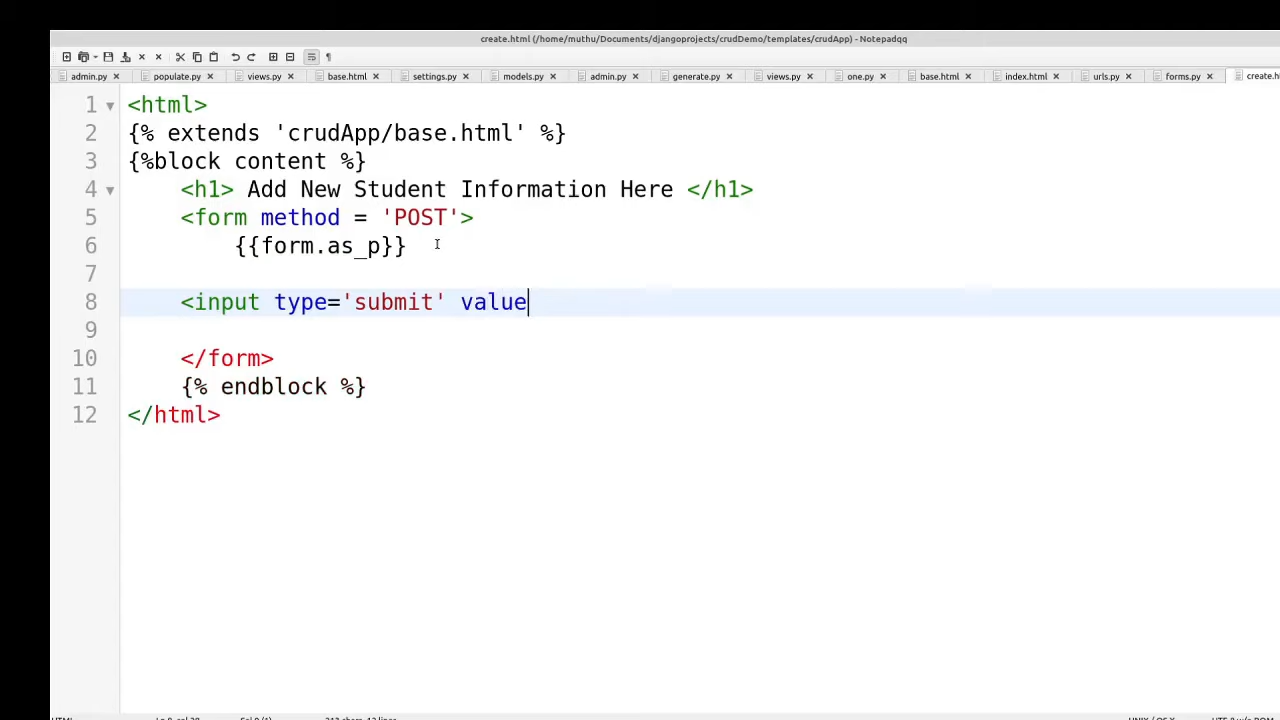 create.html (/home/muthu/Documents/djangoprojects/crudDemo/templates/crudApp) - Notepadqq
admin.py populate.py views.py base.html settings.py models.py admin.py generate.py views.py one.py base.html index.html urls.py forms.py
1 <html>
2 {% extends 'crudApp/base.html' %}
3 {%block content %}
4 <h1> Add New Student Information Here </h1>
5 <form method = 'POST'>
6 {{form.as_p}}
7
8 <input type='submit' value
9
10 </form>
11 {% endblock %}
12 </html>